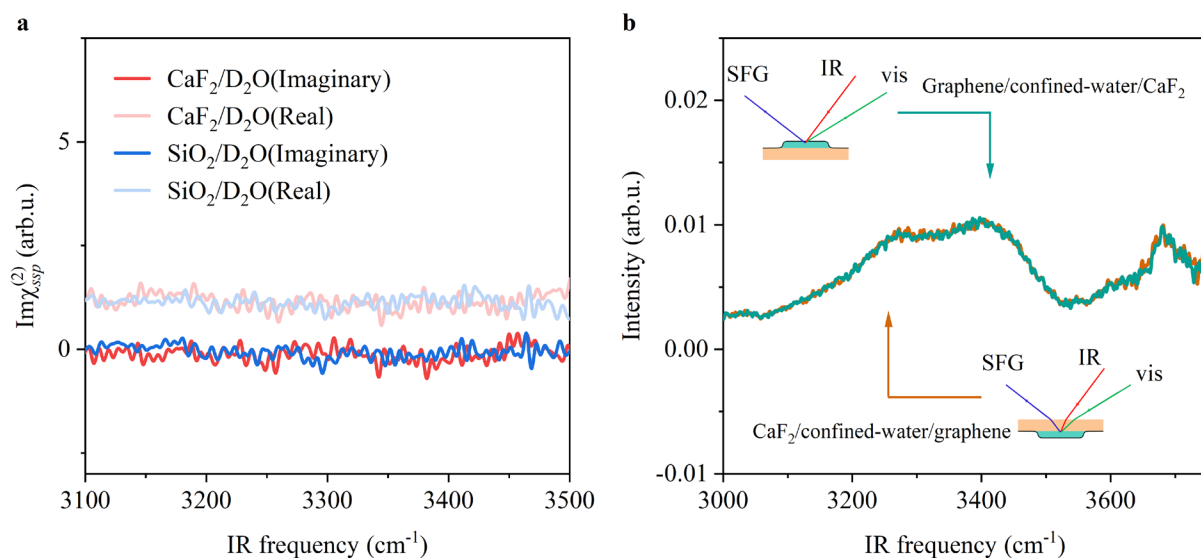 a
CaF₂/D₂O(Imaginary)
CaF₂/D₂O(Real)
SiO₂/D₂O(Imaginary)
SiO₂/D₂O(Real)
5
0
3100 3200 3300 3400 3500
IR frequency (cm⁻¹)
Imχ⁽²⁾ssp (arb.u.)
b
SFG IR vis
Graphene/confined-water/CaF₂
SFG IR vis
CaF₂/confined-water/graphene
0.02
0.01
0.00
-0.01
3000 3200 3400 3600
IR frequency (cm⁻¹)
Intensity (arb.u.)